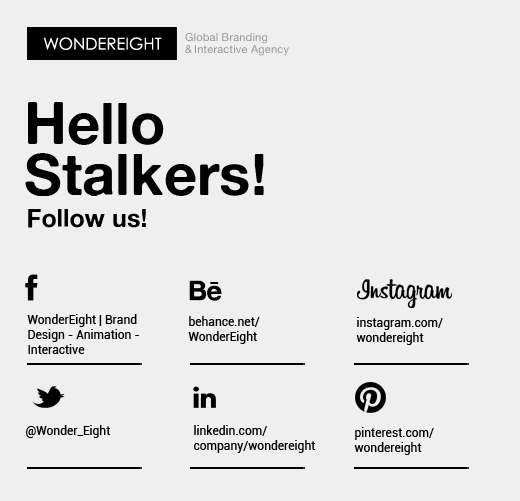 WONDEREIGHT
Global Branding
& Interactive Agency
Hello
Stalkers!
Follow us!
f
WonderEight | Brand
Design - Animation -
Interactive
Bē
behance.net/
WonderEight
Instagram
instagram.com/
wondereight
@Wonder_Eight
in
linkedin.com/
company/wondereight
pinterest.com/
wondereight